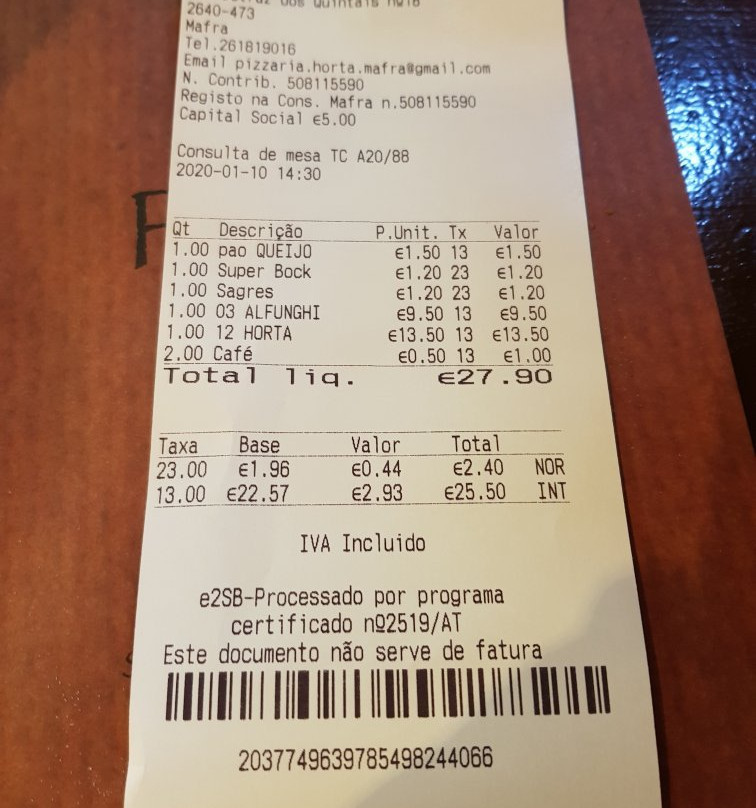 dos Quintais nº16
2640-473
Mafra
Tel.261819016
Email pizzaria.horta.mafra@gmail.com
N. Contrib. 508115590
Registo na Cons. Mafra n.508115590
Capital Social €5.00
Consulta de mesa TC A20/88
2020-01-10 14:30
Qt Descrição P.Unit. Tx Valor
1.00 pao QUEIJO €1.50 13 €1.50
1.00 Super Bock €1.20 23 €1.20
1.00 Sagres €1.20 23 €1.20
1.00 03 ALFUNGHI €9.50 13 €9.50
1.00 12 HORTA €13.50 13 €13.50
2.00 Café €0.50 13 €1.00
Total liq. €27.90
Taxa Base Valor Total
23.00 €1.96 €0.44 €2.40 NOR
13.00 €22.57 €2.93 €25.50 INT
IVA Incluido
e2SB-Processado por programa
certificado nº2519/AT
Este documento não serve de fatura
2037749639785498244066